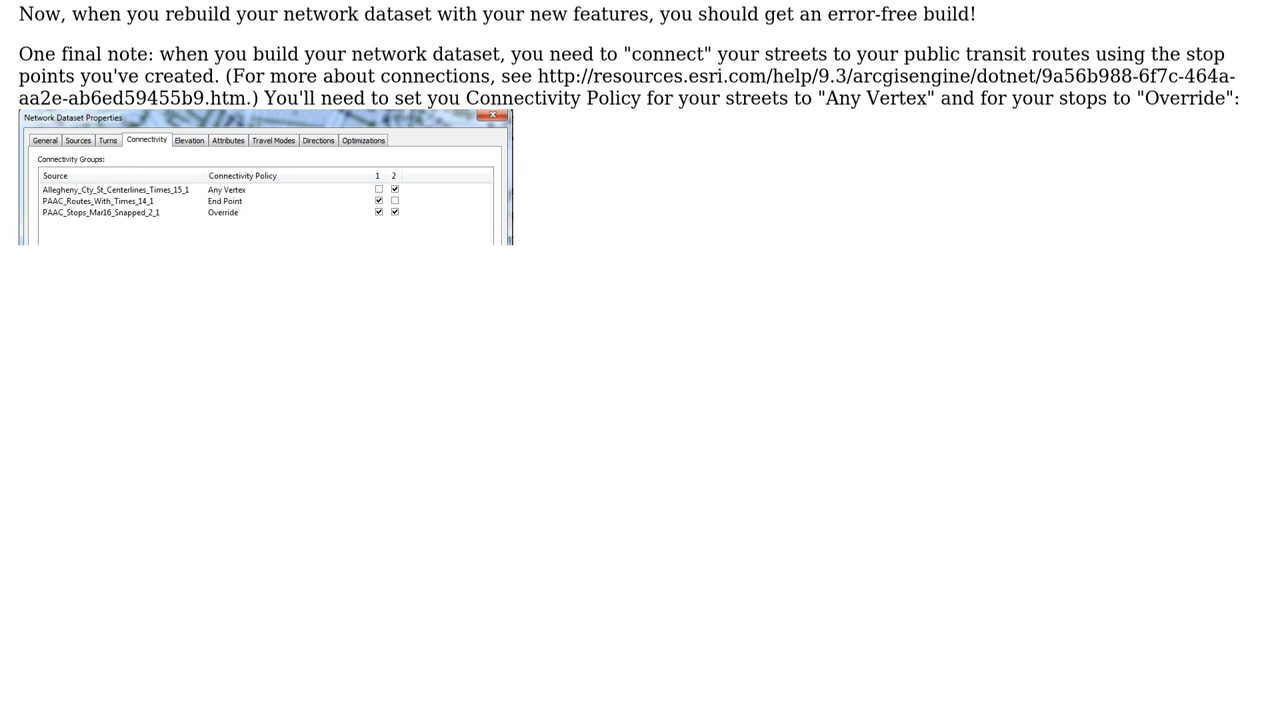 Now, when you rebuild your network dataset with your new features, you should get an error-free build!
One final note: when you build your network dataset, you need to "connect" your streets to your public transit routes using the stop
points you've created. (For more about connections, see http://resources.esri.com/help/9.3/arcgisengine/dotnet/9a56b988-6f7c-464a-
aa2e-ab6ed59455b9.htm.) You'll need to set you Connectivity Policy for your streets to "Any Vertex" and for your stops to "Override":
Network Dataset Properties
General Sources Turns Connectivity Elevation Attributes Travel Modes Directions Optimizations
Connectivity Groups:
Source Connectivity Policy 1 2
Allegheny_Cty_St_Centerlines_Times_15_1 Any Vertex
PAAC_Routes_With_Times_14_1 End Point
PAAC_Stops_Mar16_Snapped_2_1 Override